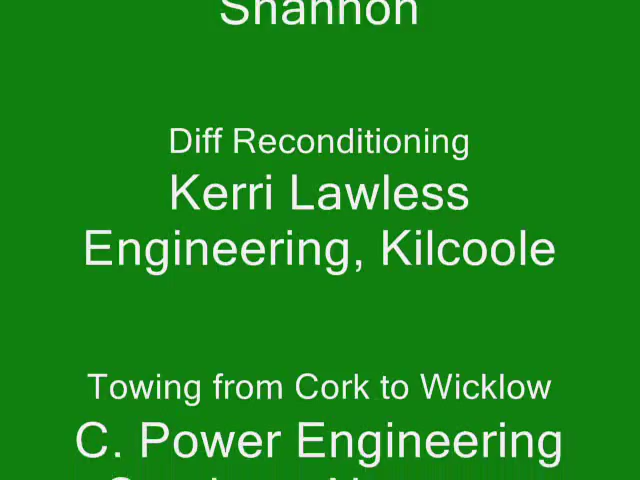 Shannon
Diff Reconditioning
Kerri Lawless
Engineering, Kilcoole
Towing from Cork to Wicklow
C. Power Engineering